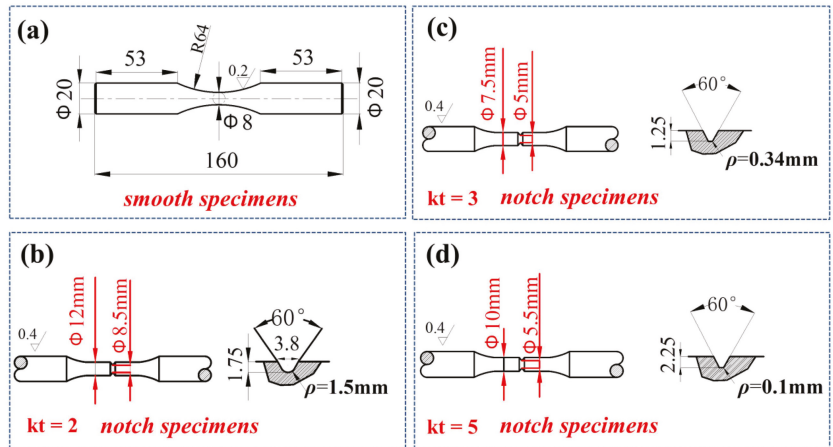 (a)
R64
53
0.2
53
Φ20
Φ8
Φ20
160
smooth specimens
(b)
0.4
Φ12mm
Φ8.5mm
60°
3.8
1.75
ρ=1.5mm
kt = 2 notch specimens
(c)
0.4
Φ7.5mm
Φ5mm
60°
1.25
ρ=0.34mm
kt = 3 notch specimens
(d)
0.4
Φ10mm
Φ5.5mm
60°
2.25
ρ=0.1mm
kt = 5 notch specimens